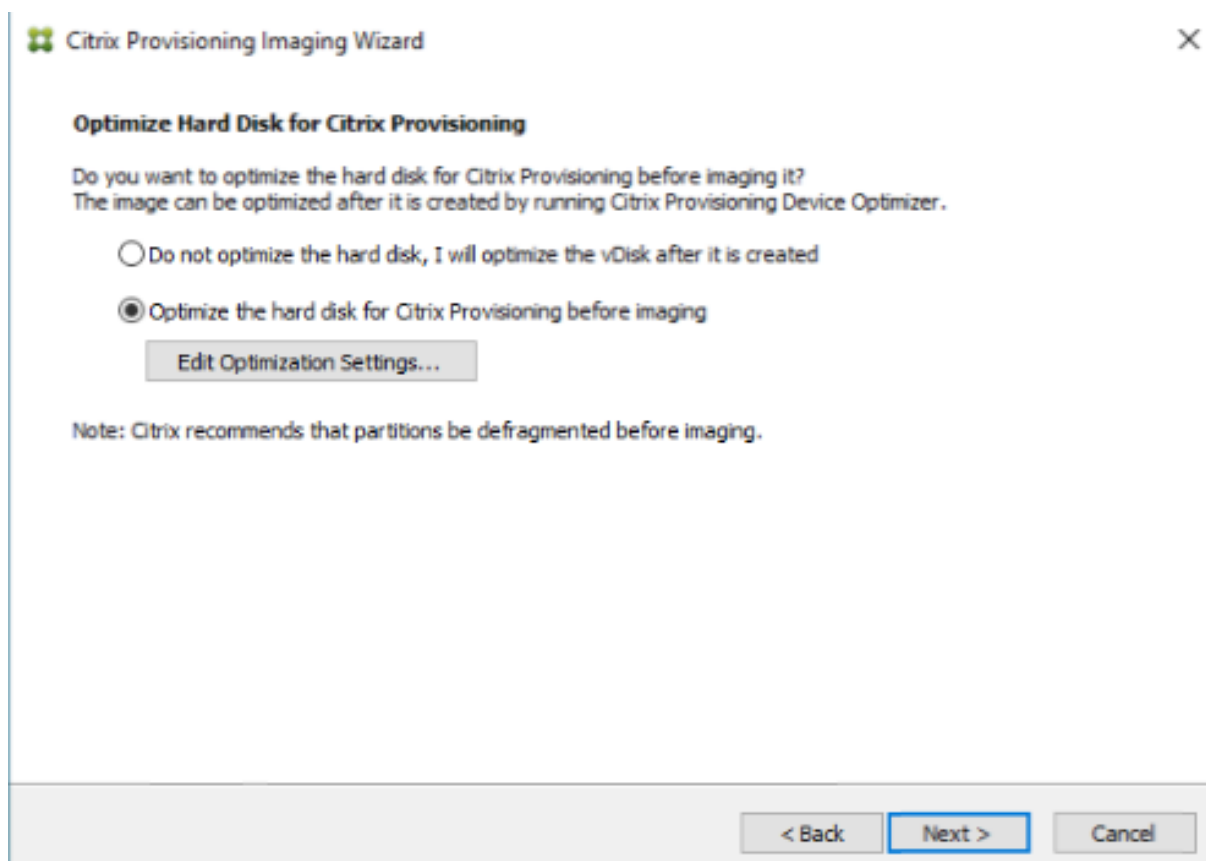 Citrix Provisioning Imaging Wizard
Optimize Hard Disk for Citrix Provisioning
Do you want to optimize the hard disk for Citrix Provisioning before imaging it?
The image can be optimized after it is created by running Citrix Provisioning Device Optimizer.
Do not optimize the hard disk, I will optimize the vDisk after it is created
Optimize the hard disk for Citrix Provisioning before imaging
Edit Optimization Settings...
Note: Citrix recommends that partitions be defragmented before imaging.
< Back Next > Cancel